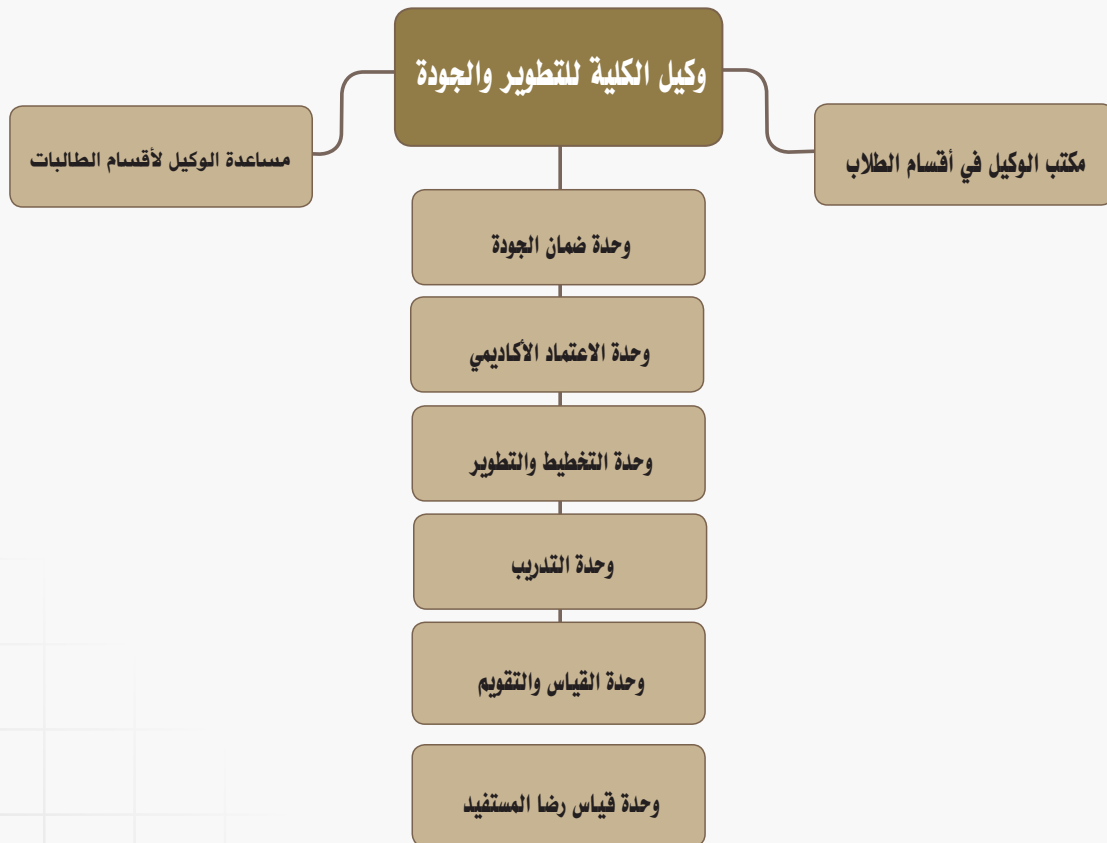 وكيل الكلية للتطوير والجودة
مكتب الوكيل في أقسام الطلاب
مساعدة الوكيل لأقسام الطالبات
وحدة ضمان الجودة
وحدة الاعتماد الأكاديمي
وحدة التخطيط والتطوير
وحدة التدريب
وحدة القياس والتقويم
وحدة قياس رضا المستفيد